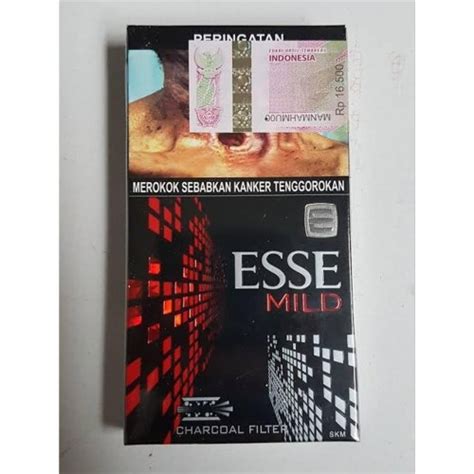 PERINGATAN
INDONESIA
Rp 16.500
MEROKOK SEBABKAN KANKER TENGGOROKAN
ESSE
MILD
CHARCOAL FILTER
SKM